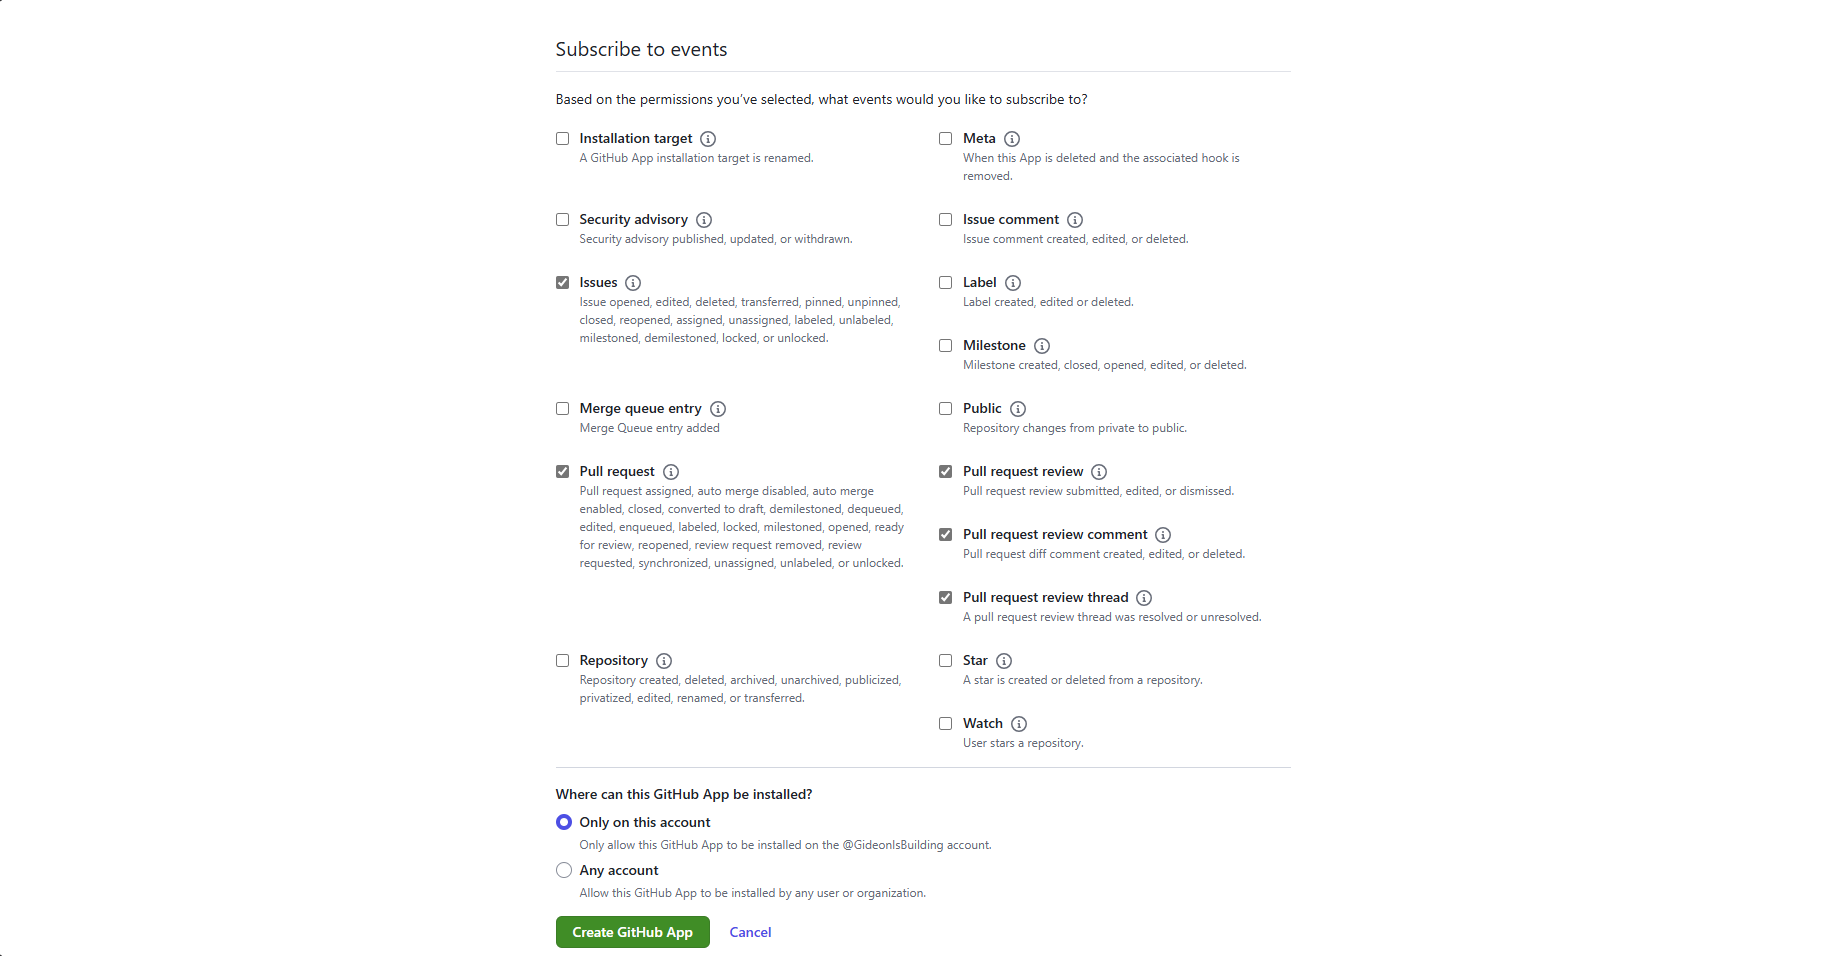 Subscribe to events
Based on the permissions you've selected, what events would you like to subscribe to?
Installation target
A GitHub App installation target is renamed.
Meta
When this App is deleted and the associated hook is
removed.
Security advisory
Security advisory published, updated, or withdrawn.
Issue comment
Issue comment created, edited, or deleted.
Issues
Issue opened, edited, deleted, transferred, pinned, unpinned,
closed, reopened, assigned, unassigned, labeled, unlabeled,
milestoned, demilestoned, locked, or unlocked.
Label
Label created, edited or deleted.
Milestone
Milestone created, closed, opened, edited, or deleted.
Merge queue entry
Merge Queue entry added
Public
Repository changes from private to public.
Pull request
Pull request assigned, auto merge disabled, auto merge
enabled, closed, converted to draft, demilestoned, dequeued,
edited, enqueued, labeled, locked, milestoned, opened, ready
for review, reopened, review request removed, review
requested, synchronized, unassigned, unlabeled, or unlocked.
Pull request review
Pull request review submitted, edited, or dismissed.
Pull request review comment
Pull request diff comment created, edited, or deleted.
Pull request review thread
A pull request review thread was resolved or unresolved.
Repository
Repository created, deleted, archived, unarchived, publicized,
privatized, edited, renamed, or transferred.
Star
A star is created or deleted from a repository.
Watch
User stars a repository.
Where can this GitHub App be installed?
Only on this account
Only allow this GitHub App to be installed on the @GideonIsBuilding account.
Any account
Allow this GitHub App to be installed by any user or organization.
Create GitHub App
Cancel